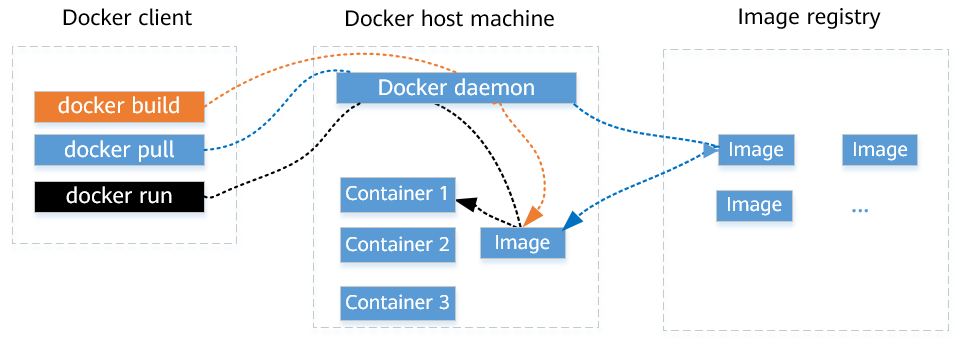 Docker client
docker build
docker pull
docker run
Docker host machine
Docker daemon
Container 1
Container 2
Container 3
Image
Image registry
Image
Image
Image
...